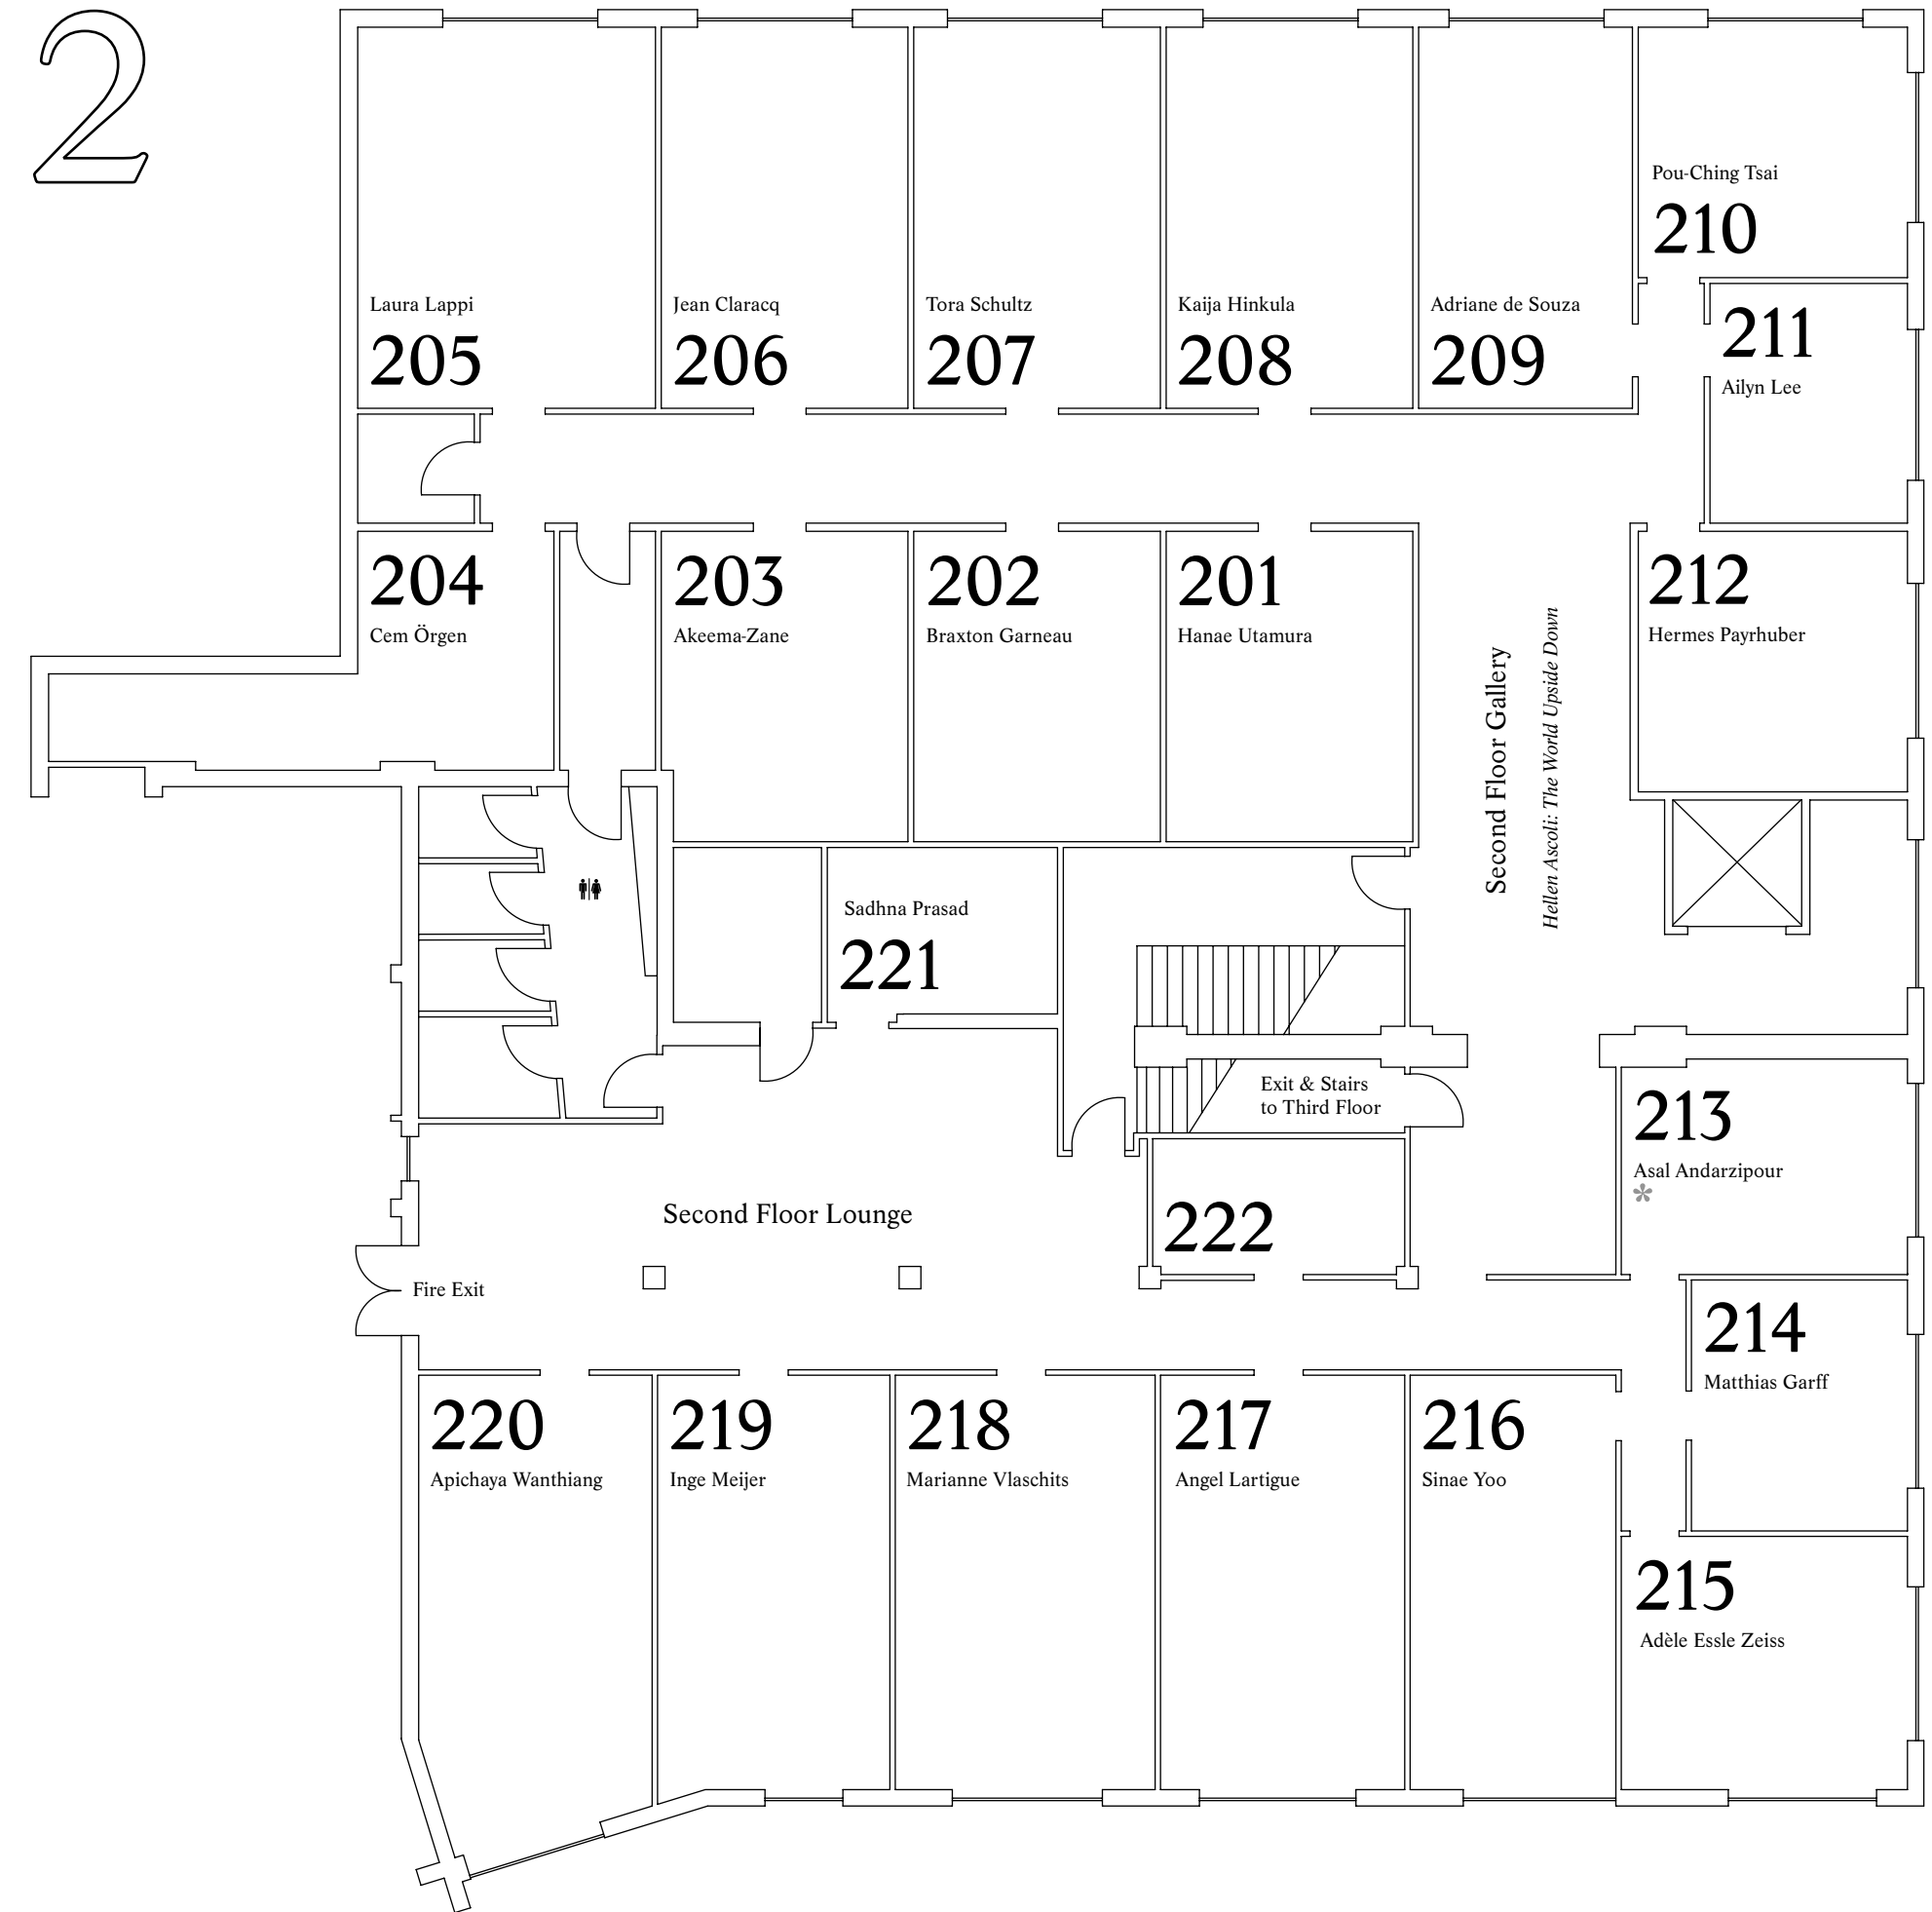 2
Pou-Ching Tsai
210
Laura Lappi
205
Jean Claracq
206
Tora Schultz
207
Kaija Hinkula
208
Adriane de Souza
209
211
Ailyn Lee
204
Cem Örgen
203
Akeema-Zane
202
Braxton Garneau
201
Hanae Utamura
212
Hermes Payrhuber
Second Floor Gallery
Hellen Ascoli: The World Upside Down
Sadhna Prasad
221
Exit & Stairs
to Third Floor
213
Asal Andarzipour
*
Second Floor Lounge
222
Fire Exit
214
Matthias Garff
220
Apichaya Wanthiang
219
Inge Meijer
218
Marianne Vlaschits
217
Angel Lartigue
216
Sinae Yoo
215
Adèle Essle Zeiss